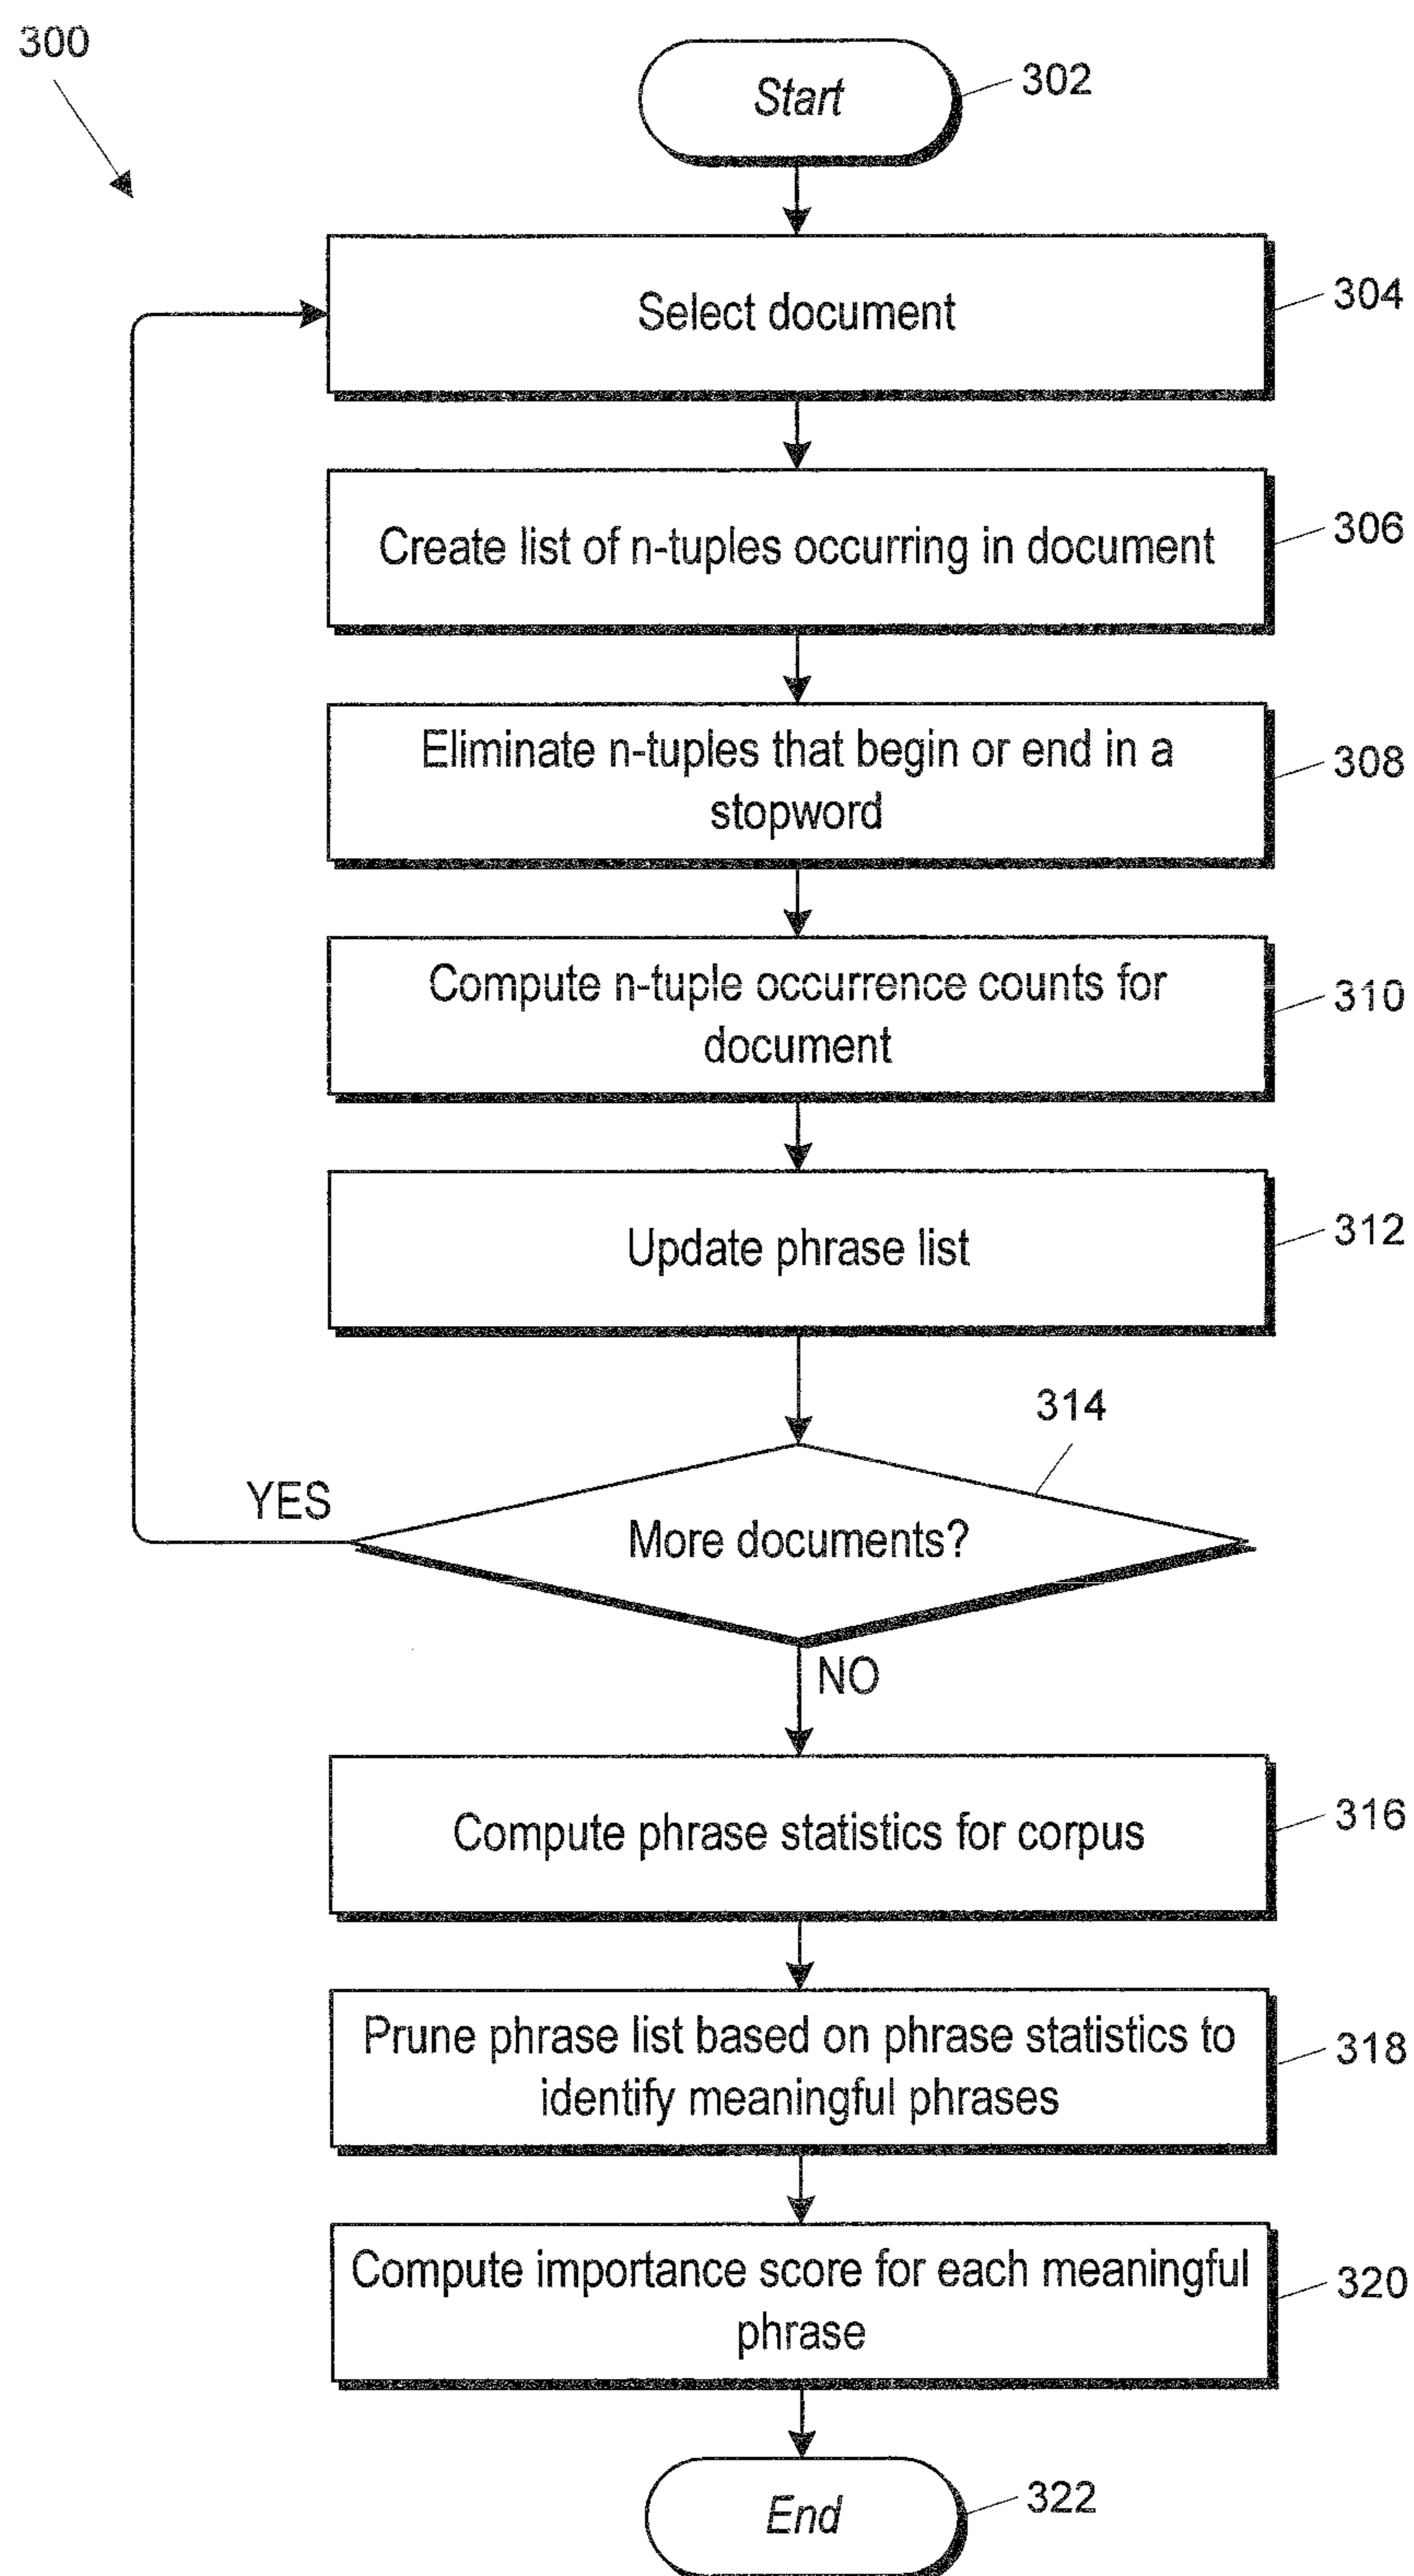 300
Start
302
Select document
304
Create list of n-tuples occurring in document
306
Eliminate n-tuples that begin or end in a
stopword
308
Compute n-tuple occurrence counts for
document
310
Update phrase list
312
314
YES
More documents?
NO
Compute phrase statistics for corpus
316
Prune phrase list based on phrase statistics to
identify meaningful phrases
318
Compute importance score for each meaningful
phrase
320
End
322